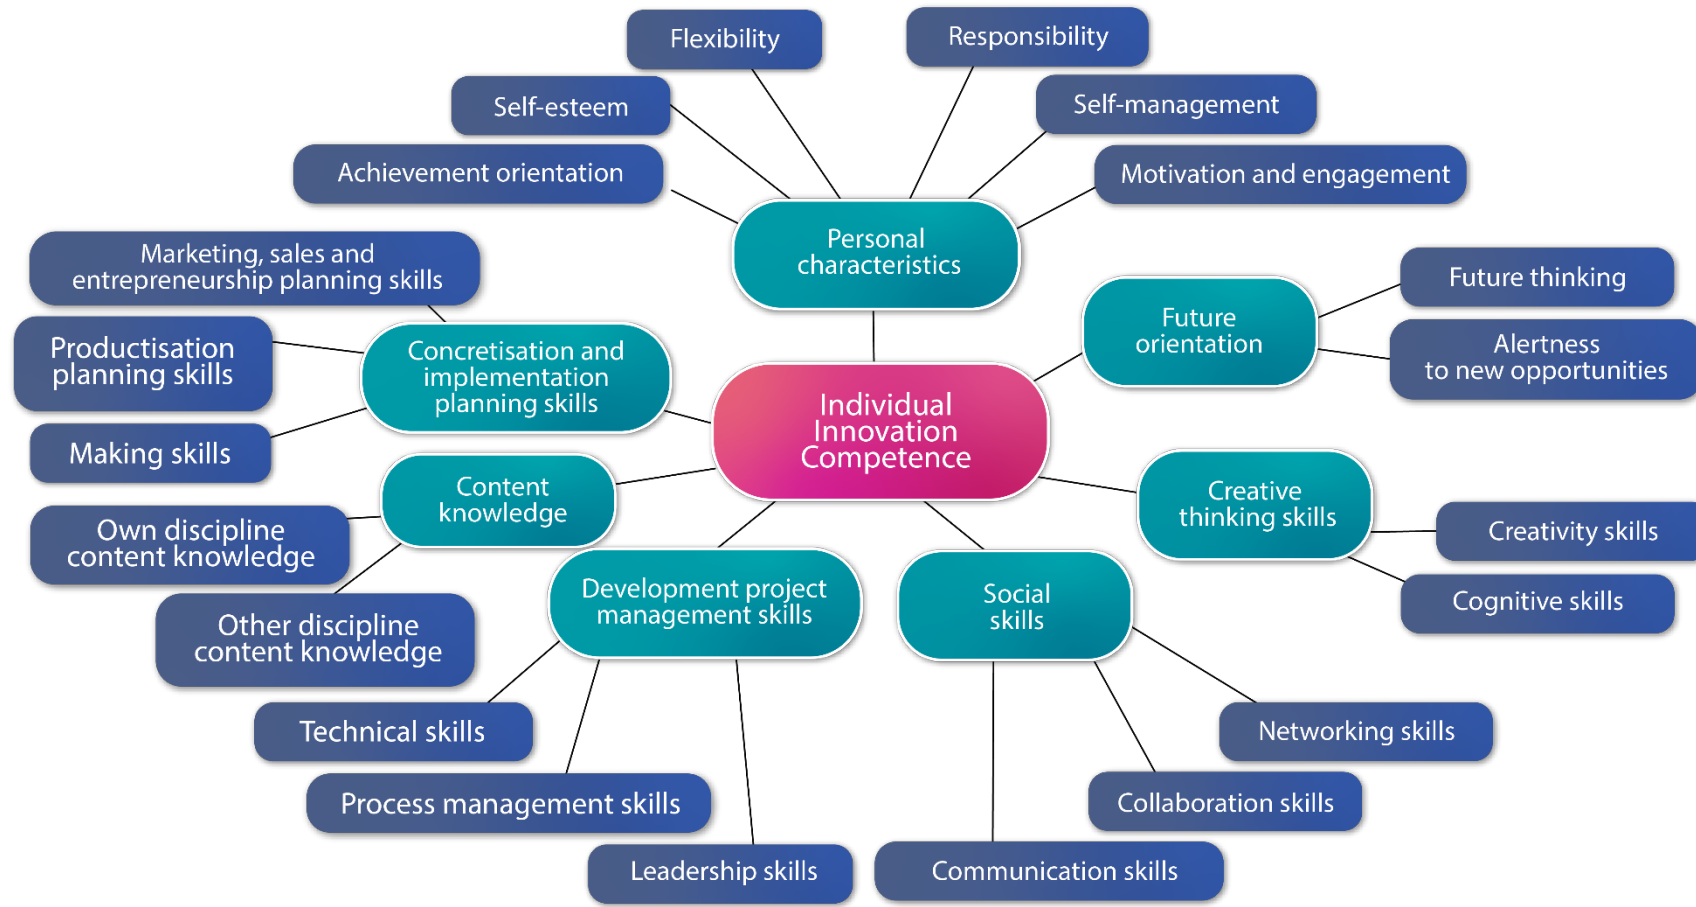 Flexibility
Responsibility
Self-esteem
Self-management
Achievement orientation
Motivation and engagement
Personal
characteristics
Marketing, sales and
entrepreneurship planning skills
Future thinking
Future
orientation
Productisation
planning skills
Concretisation and
implementation
planning skills
Alertness
to new opportunities
Individual
Innovation
Competence
Making skills
Content
knowledge
Creative
thinking skills
Own discipline
content knowledge
Creativity skills
Development project
management skills
Social
skills
Cognitive skills
Other discipline
content knowledge
Technical skills
Networking skills
Process management skills
Collaboration skills
Leadership skills
Communication skills